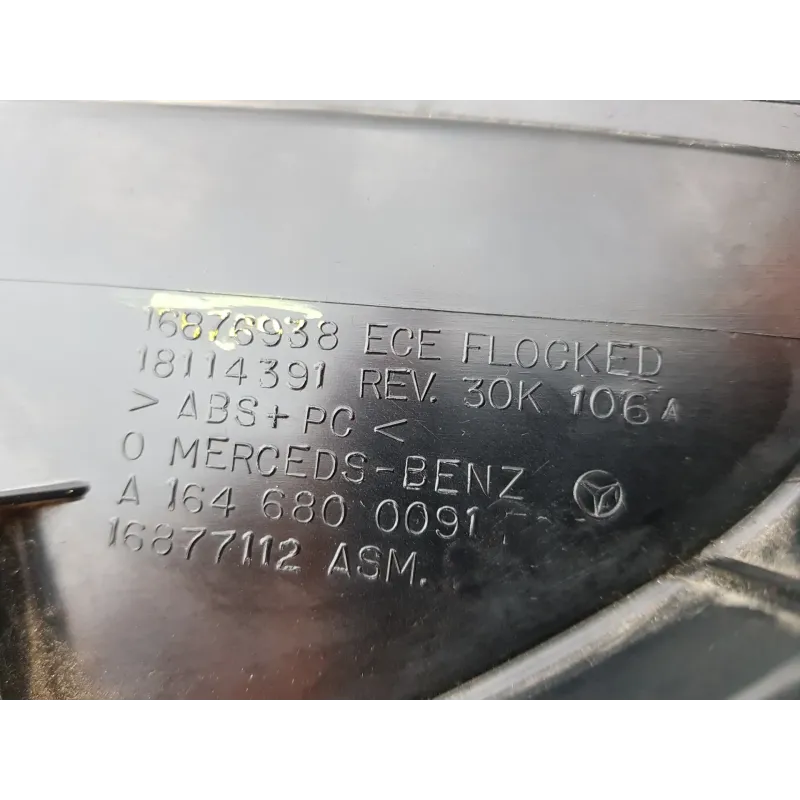 16876938 ECE FLOCKED
18114391 REV. 30K 106A
> ABS+PC <
0 MERCEDS-BENZ
A 164 680 0091
16877112 ASM.